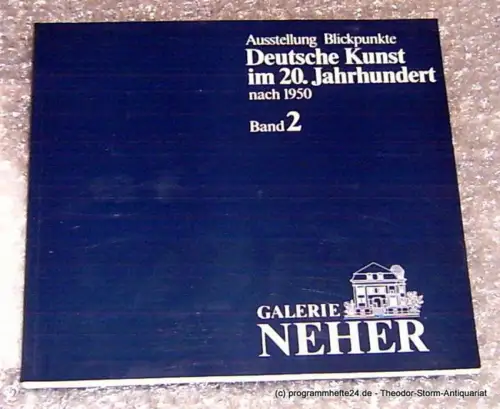 Ausstellung Blickpunkte
Deutsche Kunst
im 20. Jahrhundert
nach 1950
Band 2
GALERIE
NEHER
(c) programmhefte24.de - Theodor-Storm-Antiquariat